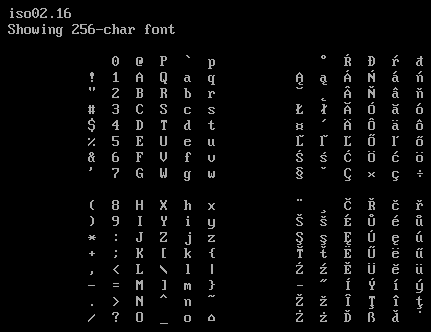 iso02.16
Showing 256-char font
0 @ P ` p ° Ŕ Đ ŕ đ
! 1 A Q a q Ą ą Á Ń á ń
" 2 B R b r ˘ ˛ Â Ň â ň
# 3 C S c s Ł ł Ă Ó ă ó
$ 4 D T d t ¤ ´ Ä Ô ä ô
% 5 E U e u Ľ ľ Ĺ Ő ĺ ő
& 6 F V f v Ś ś Ć Ö ć ö
' 7 G W g w § ˇ Ç × ç ÷
( 8 H X h x ¨ ¸ Č Ř č ř
) 9 I Y i y Š š É Ů é ů
* : J Z j z Ş ş Ę Ú ę ú
+ ; K [ k { Ť ť Ë Ű ë ű
, < L \ l | Ź ź Ě Ü ě ü
- = M ] m } - ˝ Í Ý í ý
. > N ^ n ~ Ž ž Î Ţ î ţ
/ ? O _ o ⌂ Ż ż Ď ß ď ˙